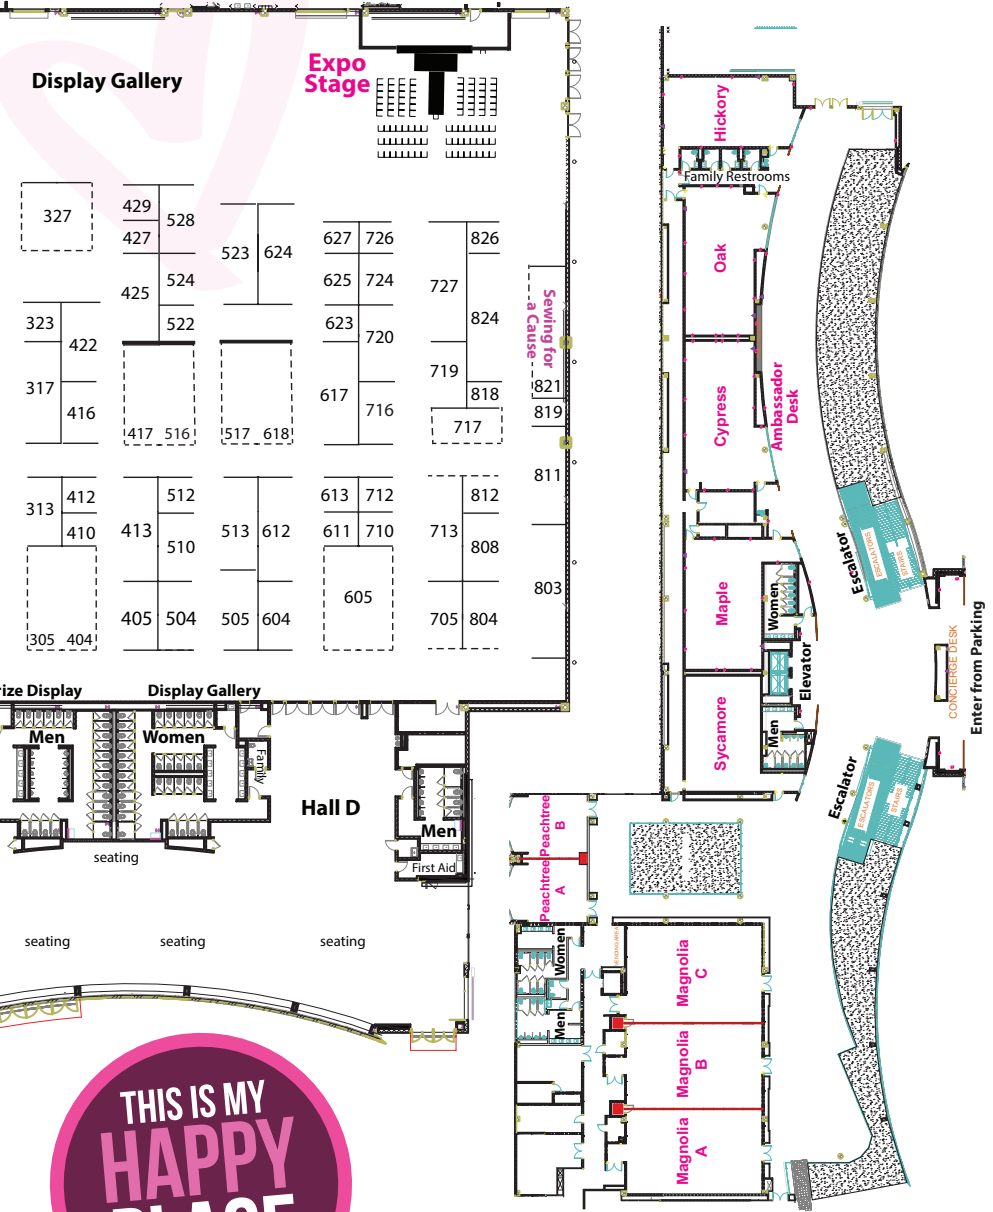 Display Gallery
Expo
Stage
327
429
528
427
425
524
522
523
624
627
726
625
724
623
720
617
716
826
727
824
719
818
717
Sewing for
a Cause
821
819
811
803
323
422
317
416
417
516
517
618
313
412
410
305
404
413
512
510
405
504
513
612
505
604
613
712
611
710
605
713
812
808
705
804
rize Display
Display Gallery
Men
Women
Family
Hall D
Men
First Aid
seating
seating
seating
seating
THIS IS MY
HAPPY
PLACE
Hickory
Family Restrooms
Oak
Cypress
Ambassador
Desk
Maple
Women
Elevator
Men
Sycamore
Escalator
ESCALATORS
STAIRS
CONCIERGE DESK
Enter from Parking
Escalator
ESCALATORS
STAIRS
Peachtree
B
Peachtree
A
Women
Men
Magnolia
C
Magnolia
B
Magnolia
A